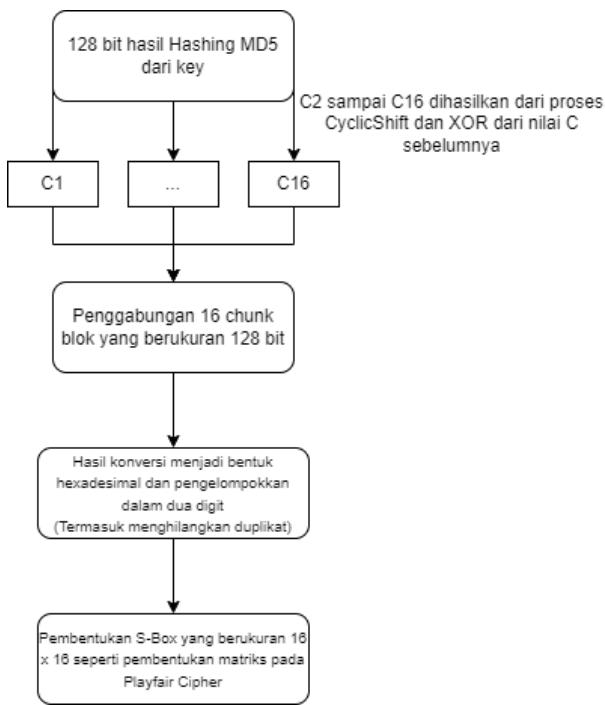 128 bit hasil Hashing MD5
dari key
C2 sampai C16 dihasilkan dari proses
CyclicShift dan XOR dari nilai C
sebelumnya
C1
...
C16
Penggabungan 16 chunk
blok yang berukuran 128 bit
Hasil konversi menjadi bentuk
hexadesimal dan pengelompokkan
dalam dua digit
(Termasuk menghilangkan duplikat)
Pembentukan S-Box yang berukuran 16
x 16 seperti pembentukan matriks pada
Playfair Cipher